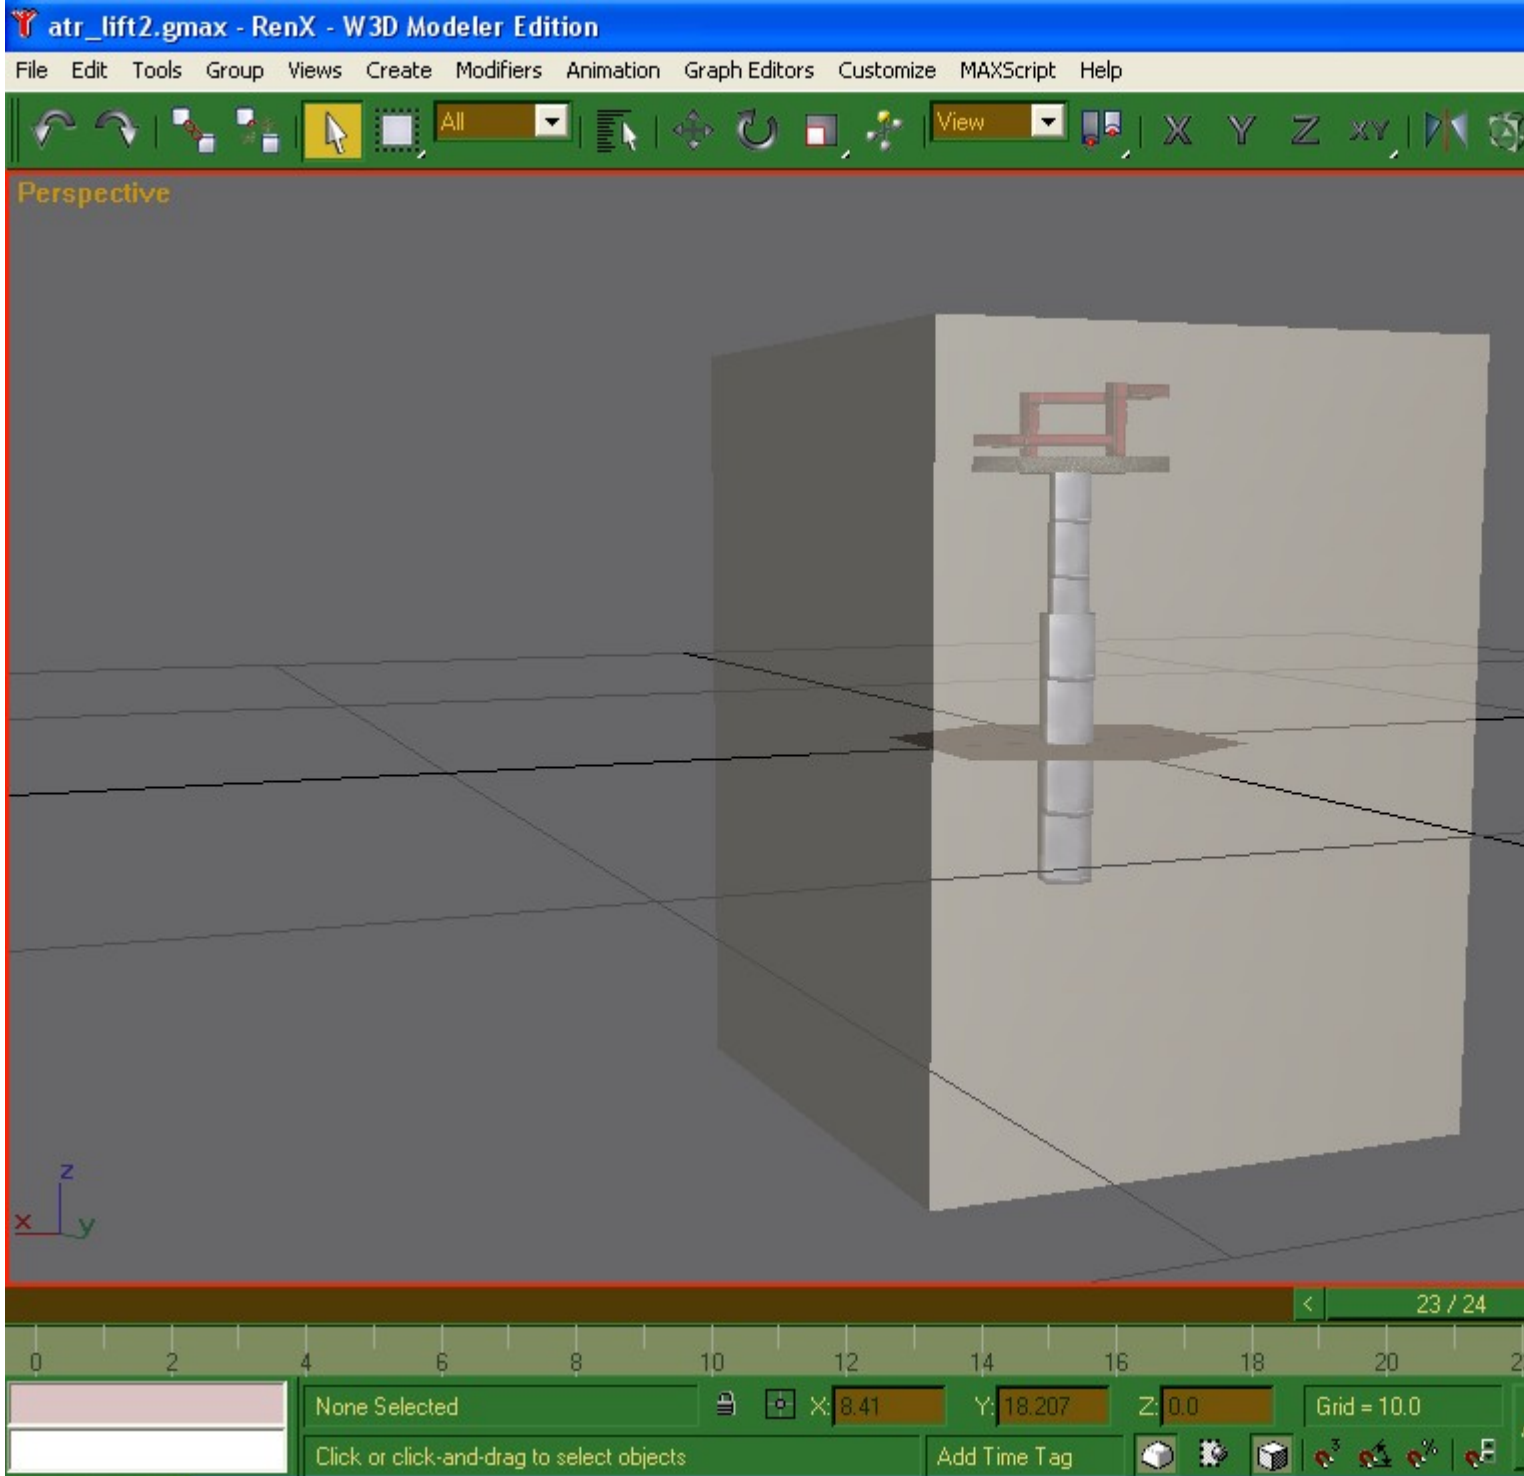 atr_lift2.gmax - RenX - W3D Modeler Edition
File Edit Tools Group Views Create Modifiers Animation Graph Editors Customize MAXScript Help
All View X Y Z XY
Perspective
z
x y
< 23 / 24
0 2 4 6 8 10 12 14 16 18 20
None Selected X: 8.41 Y: 18.207 Z: 0.0 Grid = 10.0
Click or click-and-drag to select objects Add Time Tag 3 %